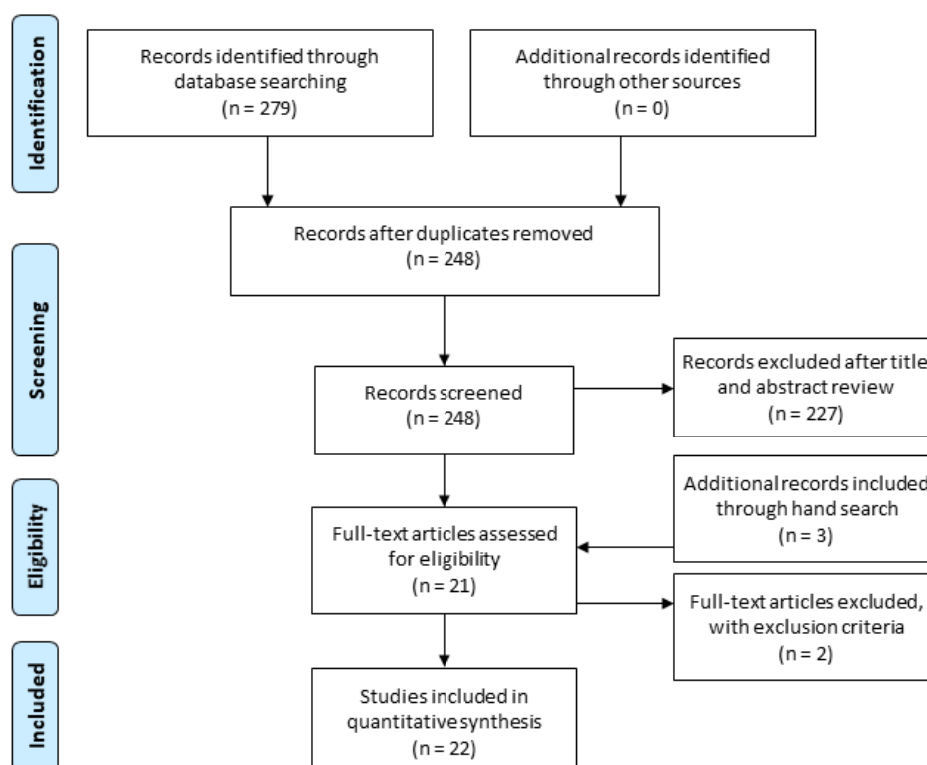 Identification
Records identified through
database searching
(n = 279)
Additional records identified
through other sources
(n = 0)
Records after duplicates removed
(n = 248)
Screening
Records screened
(n = 248)
Records excluded after title
and abstract review
(n = 227)
Eligibility
Full-text articles assessed
for eligibility
(n = 21)
Additional records included
through hand search
(n = 3)
Full-text articles excluded,
with exclusion criteria
(n = 2)
Included
Studies included in
quantitative synthesis
(n = 22)